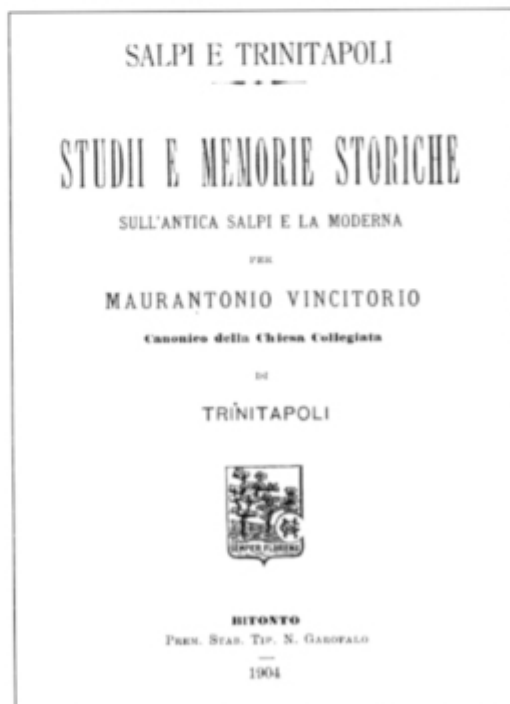 SALPI E TRINITAPOLI
STUDII E MEMORIE STORICHE
SULL'ANTICA SALPI E LA MODERNA
PER
MAURANTONIO VINCITORIO
Canonico della Chiesa Collegiata
DI
TRINITAPOLI
SEMPER FLORENS
BITONTO
PREM. STAB. TIP. N. GAROFALO
1904